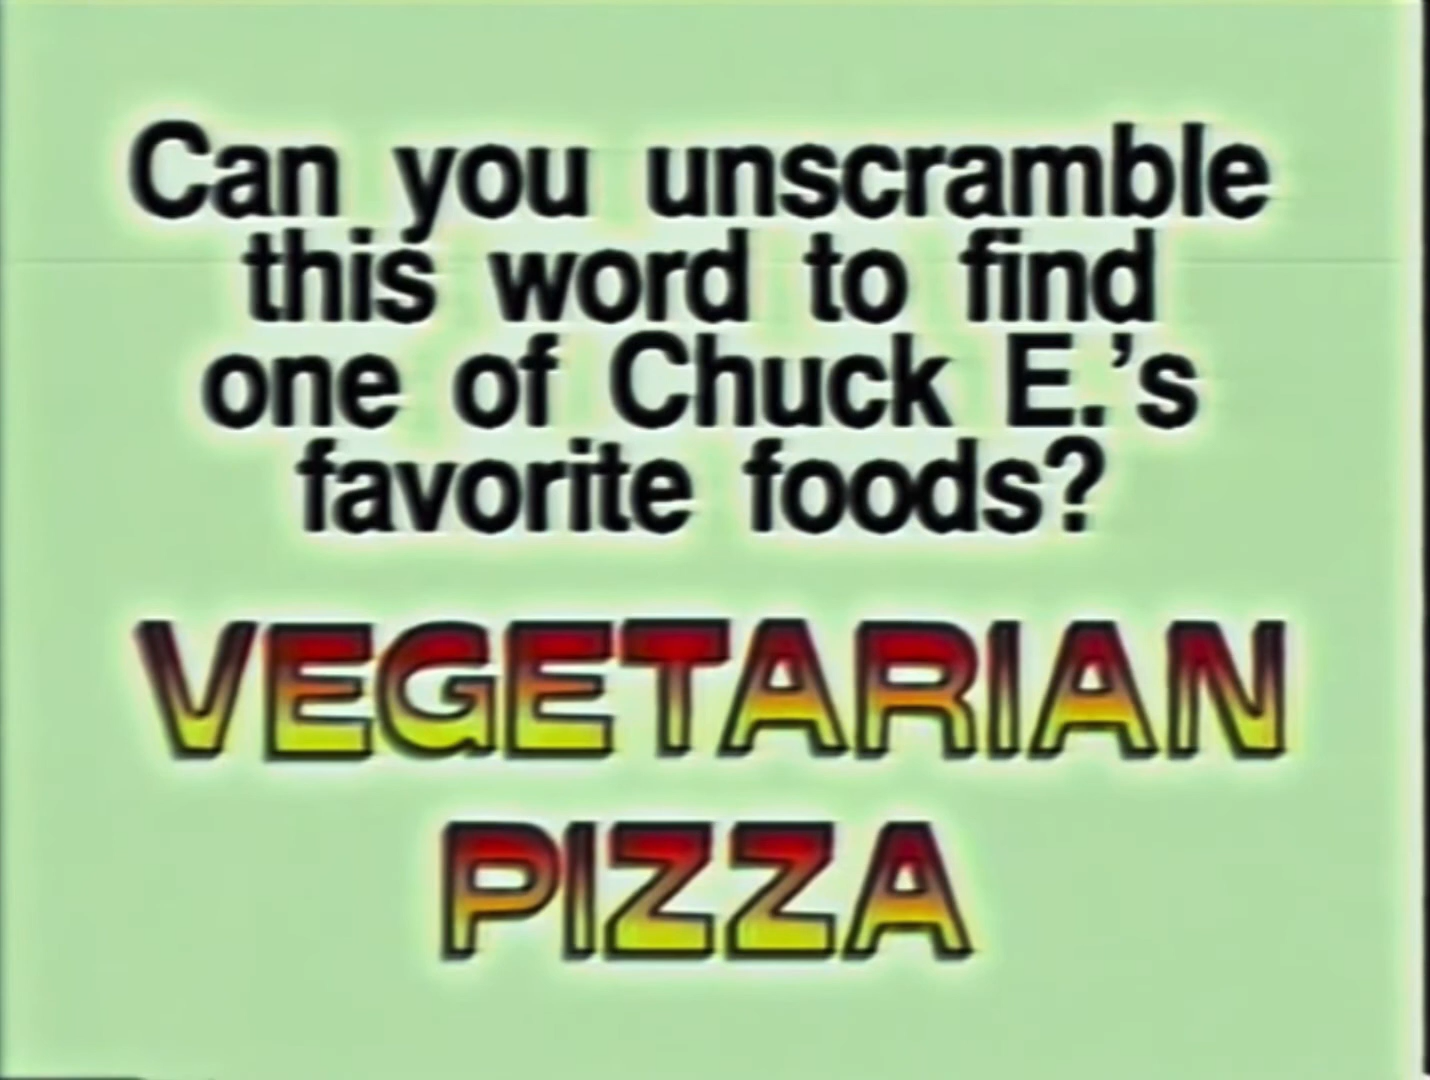 Can you unscramble
this word to find
one of Chuck E.'s
favorite foods?
VEGETARIAN
PIZZA